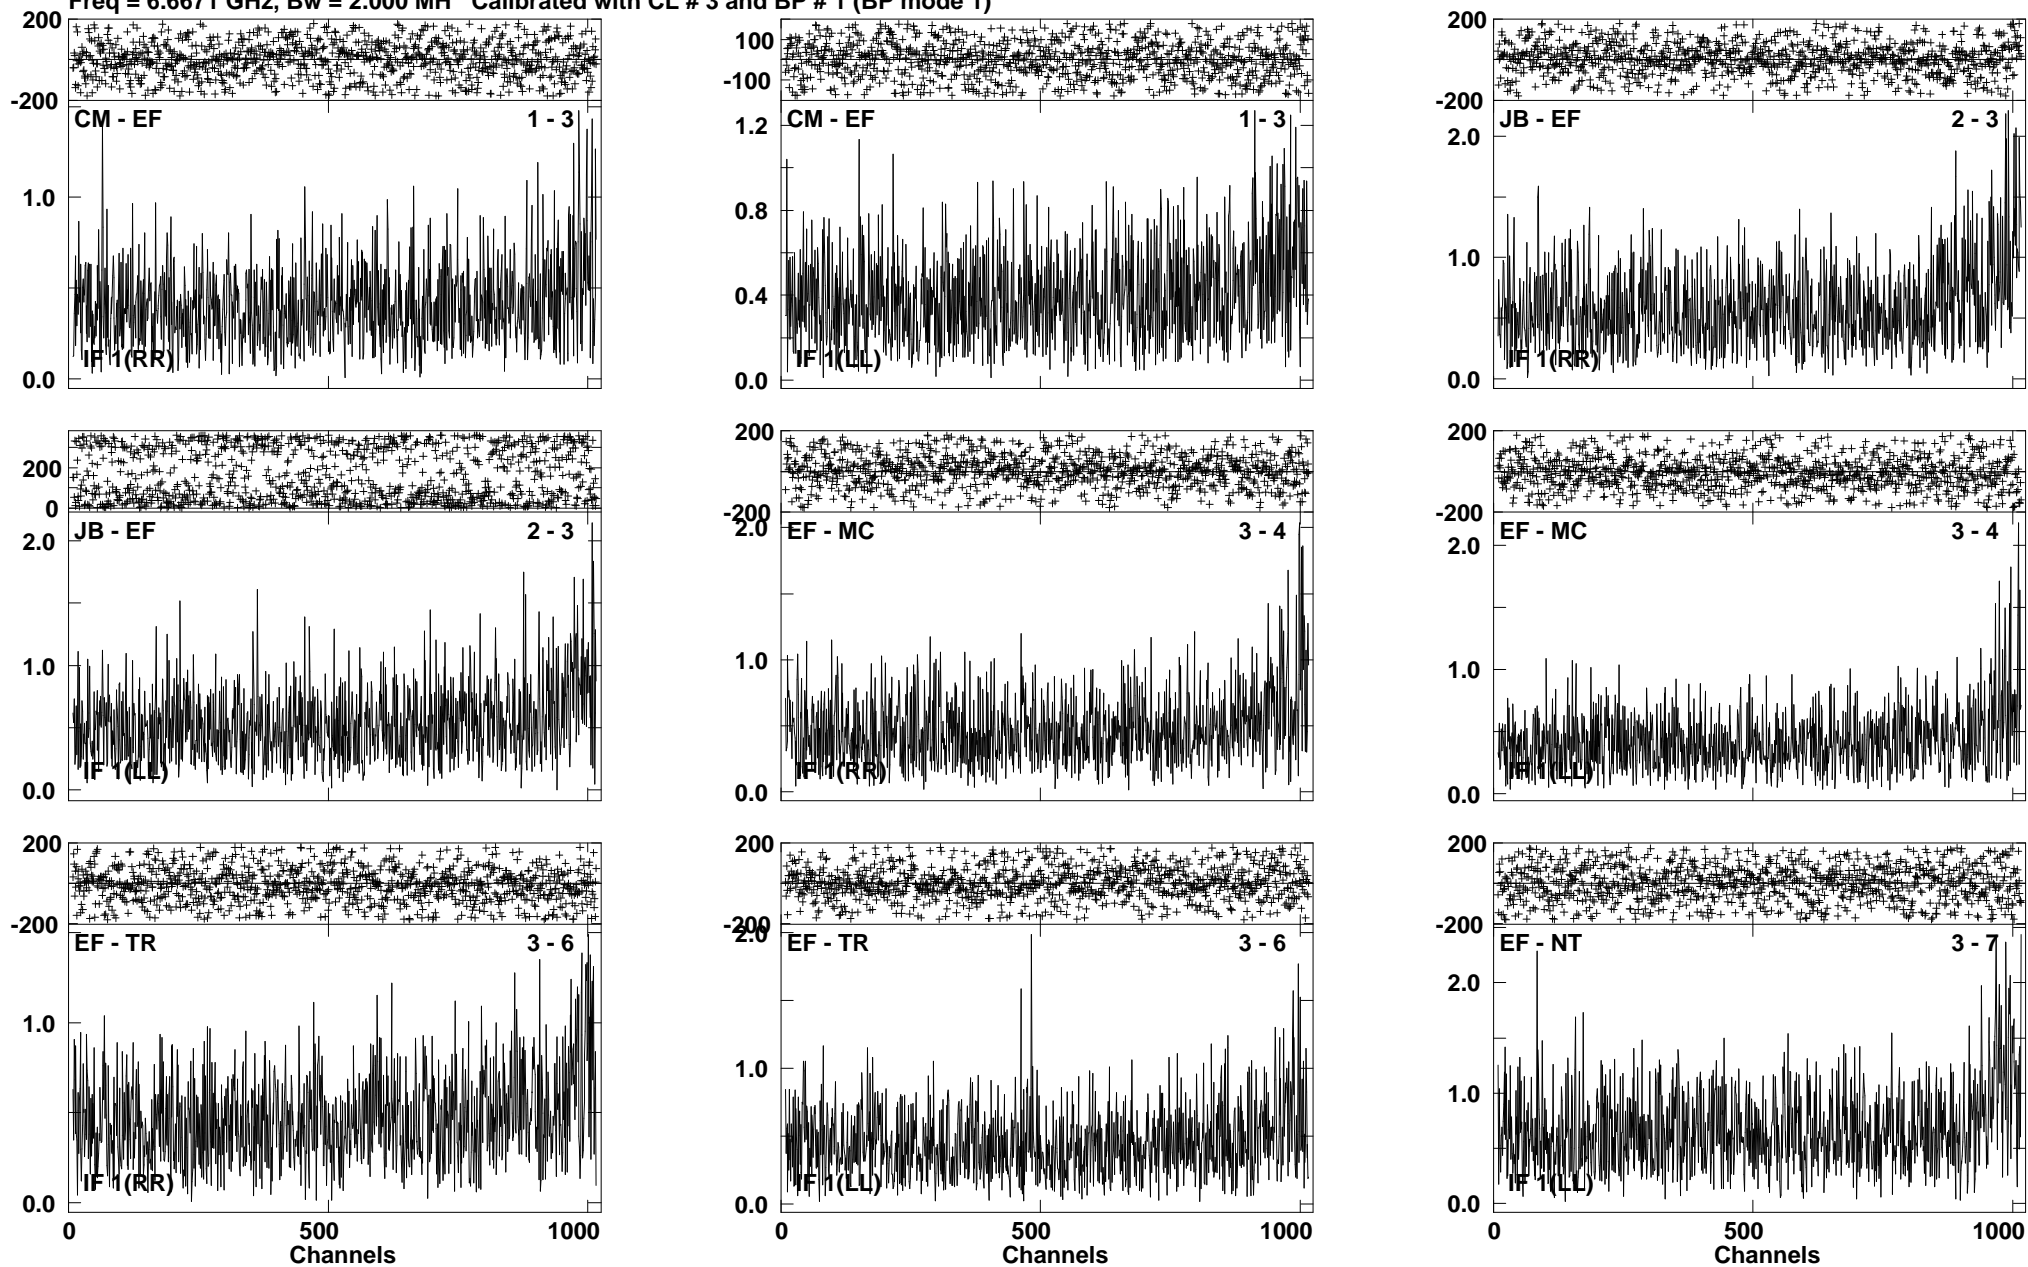 Freq = 6.6671 GHz, Bw = 2.000 MH Calibrated with CL # 3 and BP # 1 (BP mode 1)
200
-200
CM - EF 1 - 3
1.0
0.0
IF 1(RR)
100
-100
CM - EF 1 - 3
1.2
0.8
0.4
0.0
IF 1(LL)
200
-200
JB - EF 2 - 3
2.0
1.0
0.0
IF 1(RR)
200
0
JB - EF 2 - 3
2.0
1.0
0.0
IF 1(LL)
200
-200
EF - MC 3 - 4
2.0
1.0
0.0
IF 1(RR)
200
-200
EF - MC 3 - 4
2.0
1.0
0.0
IF 1(LL)
200
-200
EF - TR 3 - 6
1.0
0.0
IF 1(RR)
0 500 1000
Channels
200
-200
EF - TR 3 - 6
2.0
1.0
0.0
IF 1(LL)
0 500 1000
Channels
200
-200
EF - NT 3 - 7
2.0
1.0
0.0
IF 1(LL)
0 500 1000
Channels